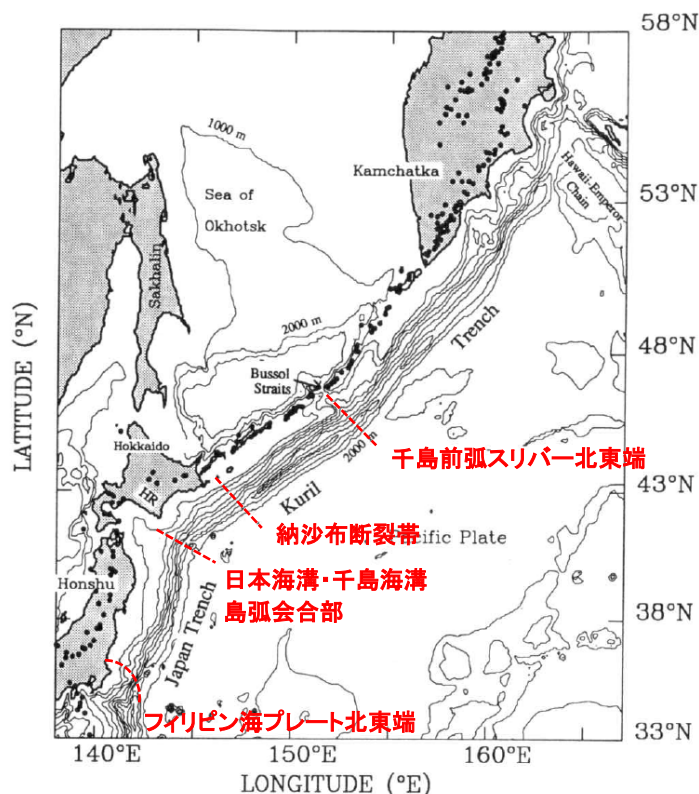 58°N
1000 m
Kamchatka
Sea of
Okhotsk
Hawaii-Emperor
Chain
53°N
Sakhalin
2000 m
Trench
Bussol
Straits
48°N
LATITUDE (°N)
2000 m
千島前弧スリバー北東端
Hokkaido
HR
Kuril
43°N
納沙布断裂帯
Pacific Plate
日本海溝・千島海溝
島弧会合部
Honshu
Japan Trench
38°N
フィリピン海プレート北東端
33°N
140°E
150°E
160°E
LONGITUDE (°E)